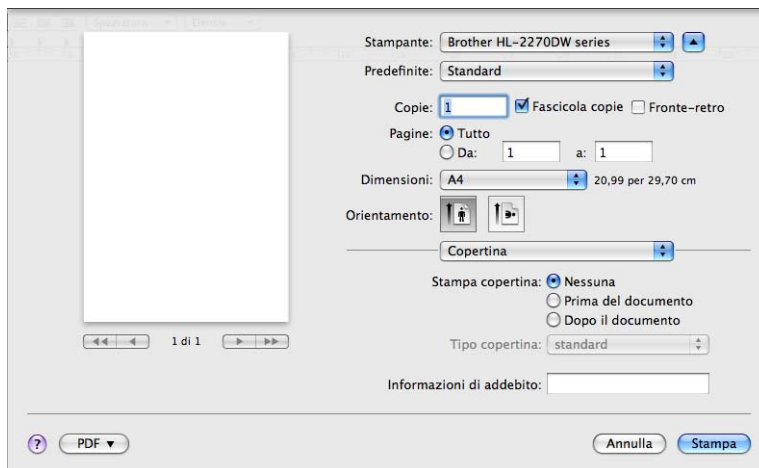 Stampante: Brother HL-2270DW series
Predefinite: Standard
Copie: 1 Fascicola copie Fronte-retro
Pagine: Tutto
Da: 1 a: 1
Dimensioni: A4 20,99 per 29,70 cm
Orientamento:
Copertina
Stampa copertina: Nessuna
Prima del documento
Dopo il documento
1 di 1
Tipo copertina: standard
Informazioni di addebito:
? PDF Annulla Stampa